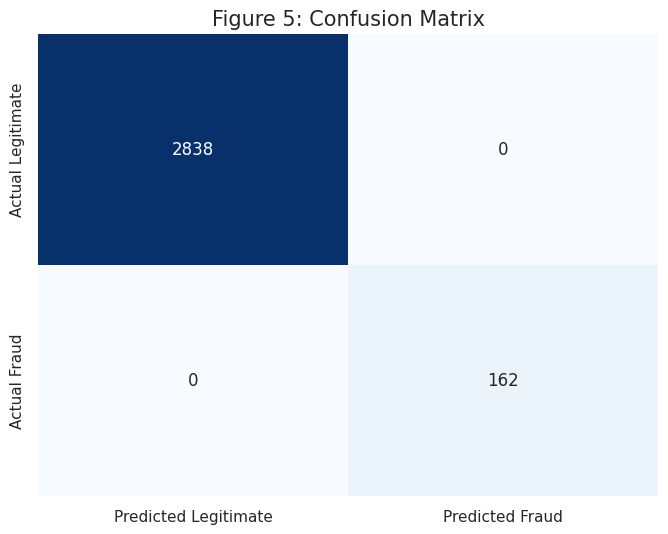 Figure 5: Confusion Matrix
Actual Legitimate
2838
0
Actual Fraud
0
162
Predicted Legitimate
Predicted Fraud